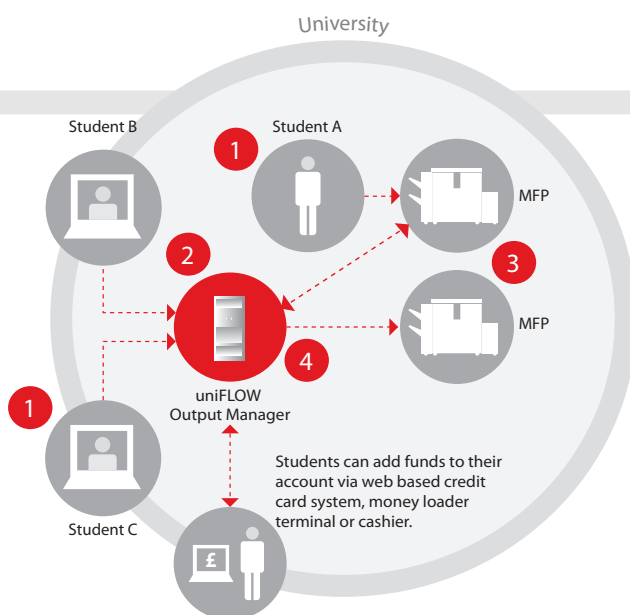 University
Student B
Student A
1
MFP
2
3
MFP
4
1
uniFLOW
Output Manager
Students can add funds to their
account via web based credit
card system, money loader
terminal or cashier.
Student C
£